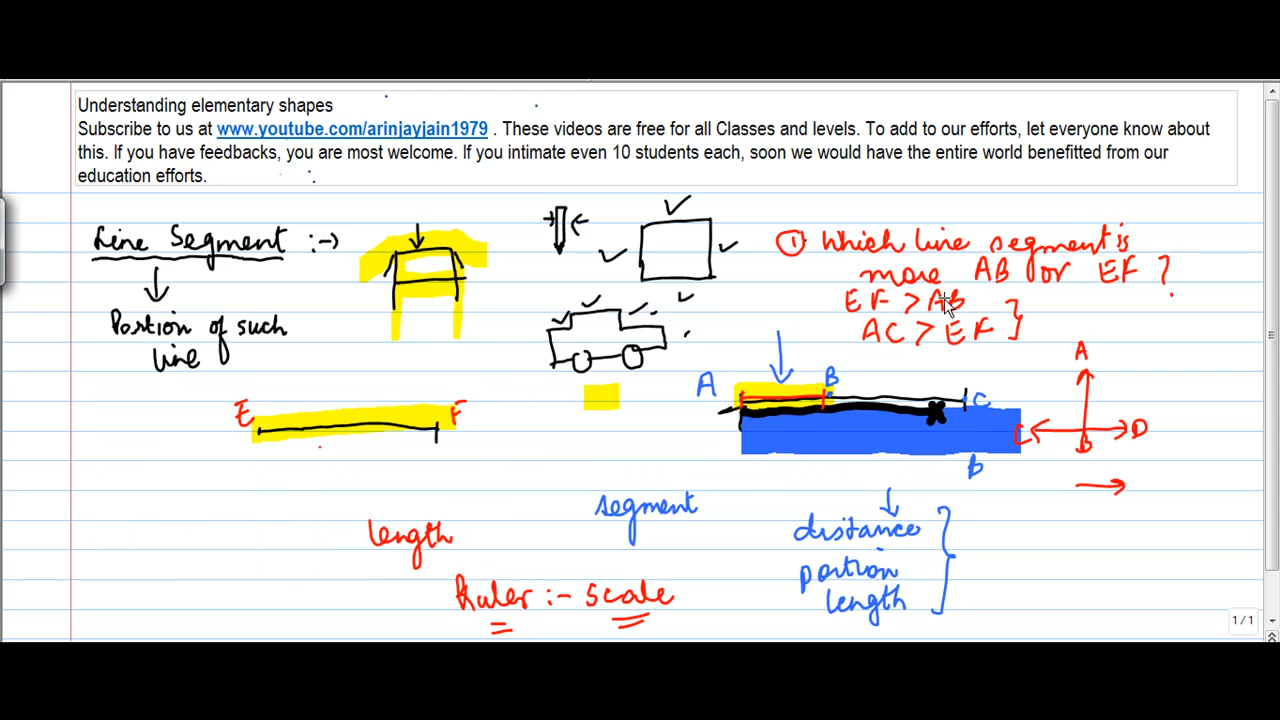 Understanding elementary shapes
Subscribe to us at www.youtube.com/arinjayjain1979 . These videos are free for all Classes and levels. To add to our efforts, let everyone know about
this. If you have feedbacks, you are most welcome. If you intimate even 10 students each, soon we would have the entire world benefitted from our
education efforts.
Line Segment :->
Portion of such
line
① Which line segment is
more AB or EF ?
EF > AB
AC > EF
A
A B C
E F
C B D
B
segment
length
distance
portion
length
Ruler :- scale
1 / 1